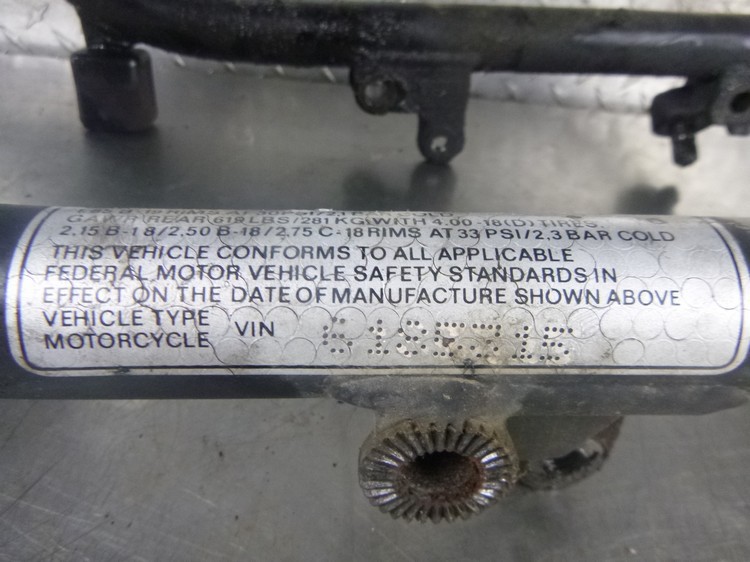 GAWR REAR 619 LBS/281 KG) WITH 4.00-18(D) TIRES,
2.15 B-18/2,50 B-18/2,75 C-18 RIMS AT 33 PSI/2,3 BAR COLD
THIS VEHICLE CONFORMS TO ALL APPLICABLE
FEDERAL MOTOR VEHICLE SAFETY STANDARDS IN
EFFECT ON THE DATE OF MANUFACTURE SHOWN ABOVE
VEHICLE TYPE
MOTORCYCLE VIN 6185715